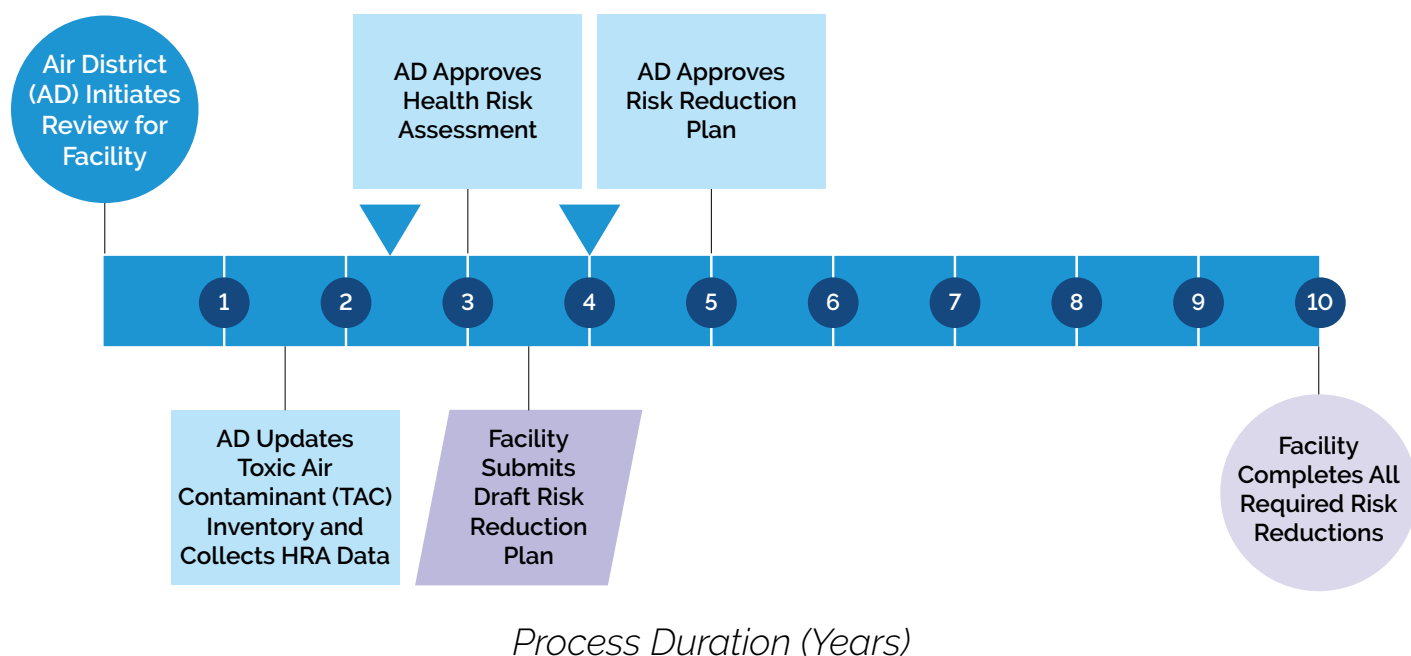 Air District
(AD) Initiates
Review for
Facility
AD Approves
Health Risk
Assessment
AD Approves
Risk Reduction
Plan
1
2
3
4
5
6
7
8
9
10
AD Updates
Toxic Air
Contaminant (TAC)
Inventory and
Collects HRA Data
Facility
Submits
Draft Risk
Reduction
Plan
Facility
Completes All
Required Risk
Reductions
Process Duration (Years)